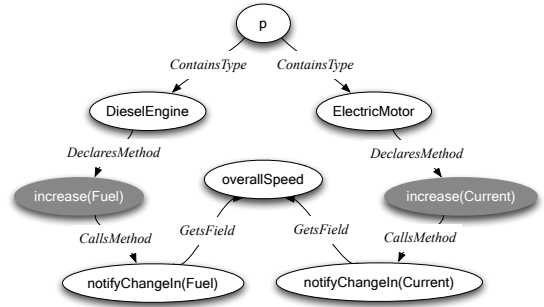 p
ContainsType
ContainsType
DieselEngine
ElectricMotor
DeclaresMethod
DeclaresMethod
overallSpeed
increase(Fuel)
increase(Current)
CallsMethod
GetsField
GetsField
CallsMethod
notifyChangeIn(Fuel)
notifyChangeIn(Current)